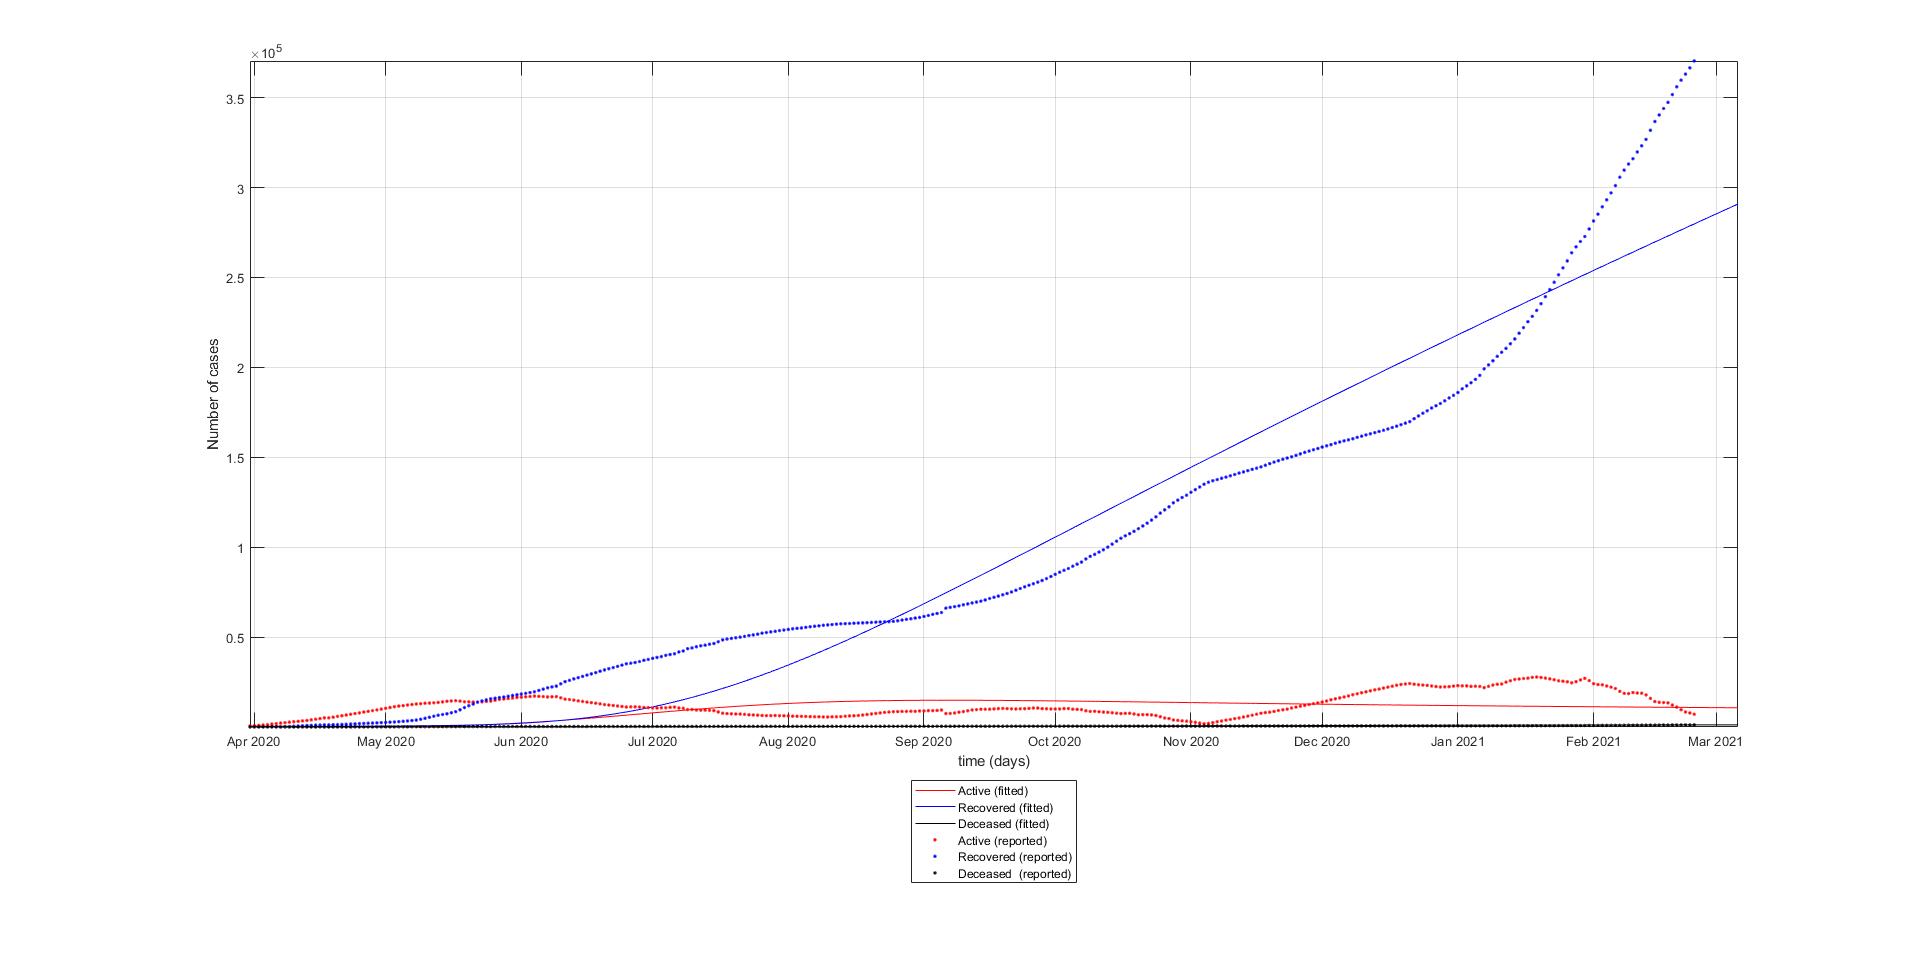 ×10^5
3.5
3
2.5
2
1.5
1
0.5
Number of cases
Apr 2020 May 2020 Jun 2020 Jul 2020 Aug 2020 Sep 2020 Oct 2020 Nov 2020 Dec 2020 Jan 2021 Feb 2021 Mar 2021
time (days)
Active (fitted)
Recovered (fitted)
Deceased (fitted)
Active (reported)
Recovered (reported)
Deceased  (reported)